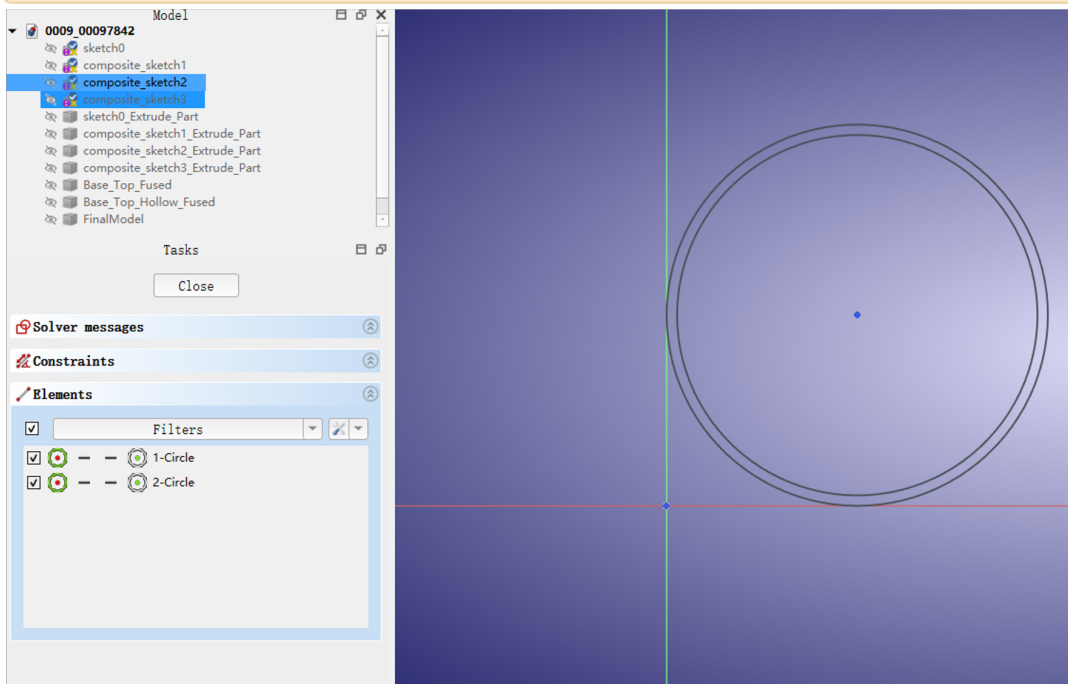 Model
0009_00097842
sketch0
composite_sketch1
composite_sketch2
composite_sketch3
sketch0_Extrude_Part
composite_sketch1_Extrude_Part
composite_sketch2_Extrude_Part
composite_sketch3_Extrude_Part
Base_Top_Fused
Base_Top_Hollow_Fused
FinalModel
Tasks
Close
Solver messages
Constraints
Elements
Filters
1-Circle
2-Circle